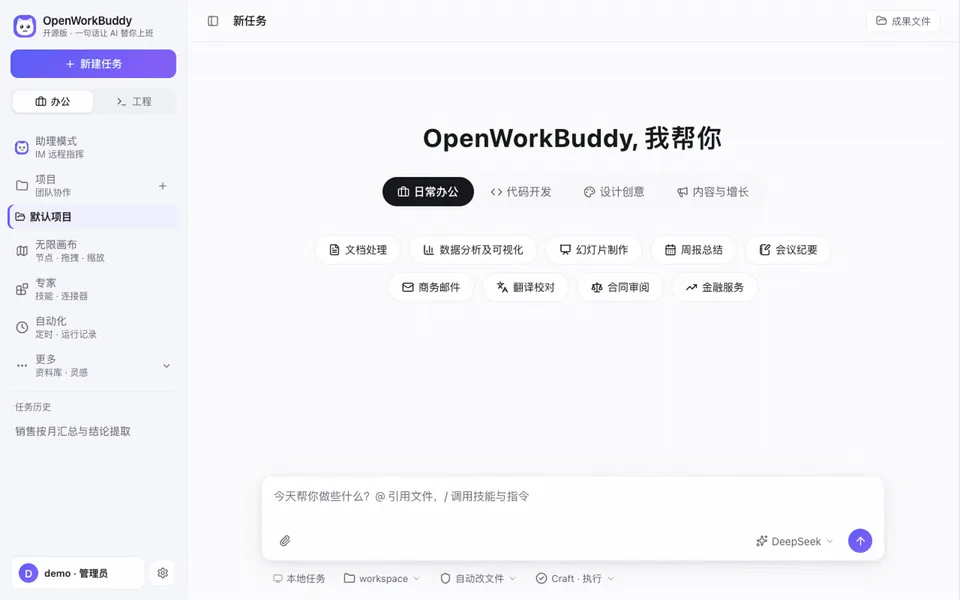 OpenWorkBuddy
开源版 · 一句话让 AI 替你上班
+ 新建任务
办公
工程
助理模式
IM 远程指挥
项目
团队协作
默认项目
无限画布
节点 · 拖拽 · 缩放
专家
技能 · 连接器
自动化
定时 · 运行记录
更多
资料库 · 灵感
任务历史
销售按月汇总与结论提取
D
demo · 管理员
新任务
成果文件
OpenWorkBuddy, 我帮你
日常办公
代码开发
设计创意
内容与增长
文档处理
数据分析及可视化
幻灯片制作
周报总结
会议纪要
商务邮件
翻译校对
合同审阅
金融服务
今天帮你做些什么？@ 引用文件，/ 调用技能与指令
DeepSeek
本地任务
workspace
自动改文件
Craft · 执行